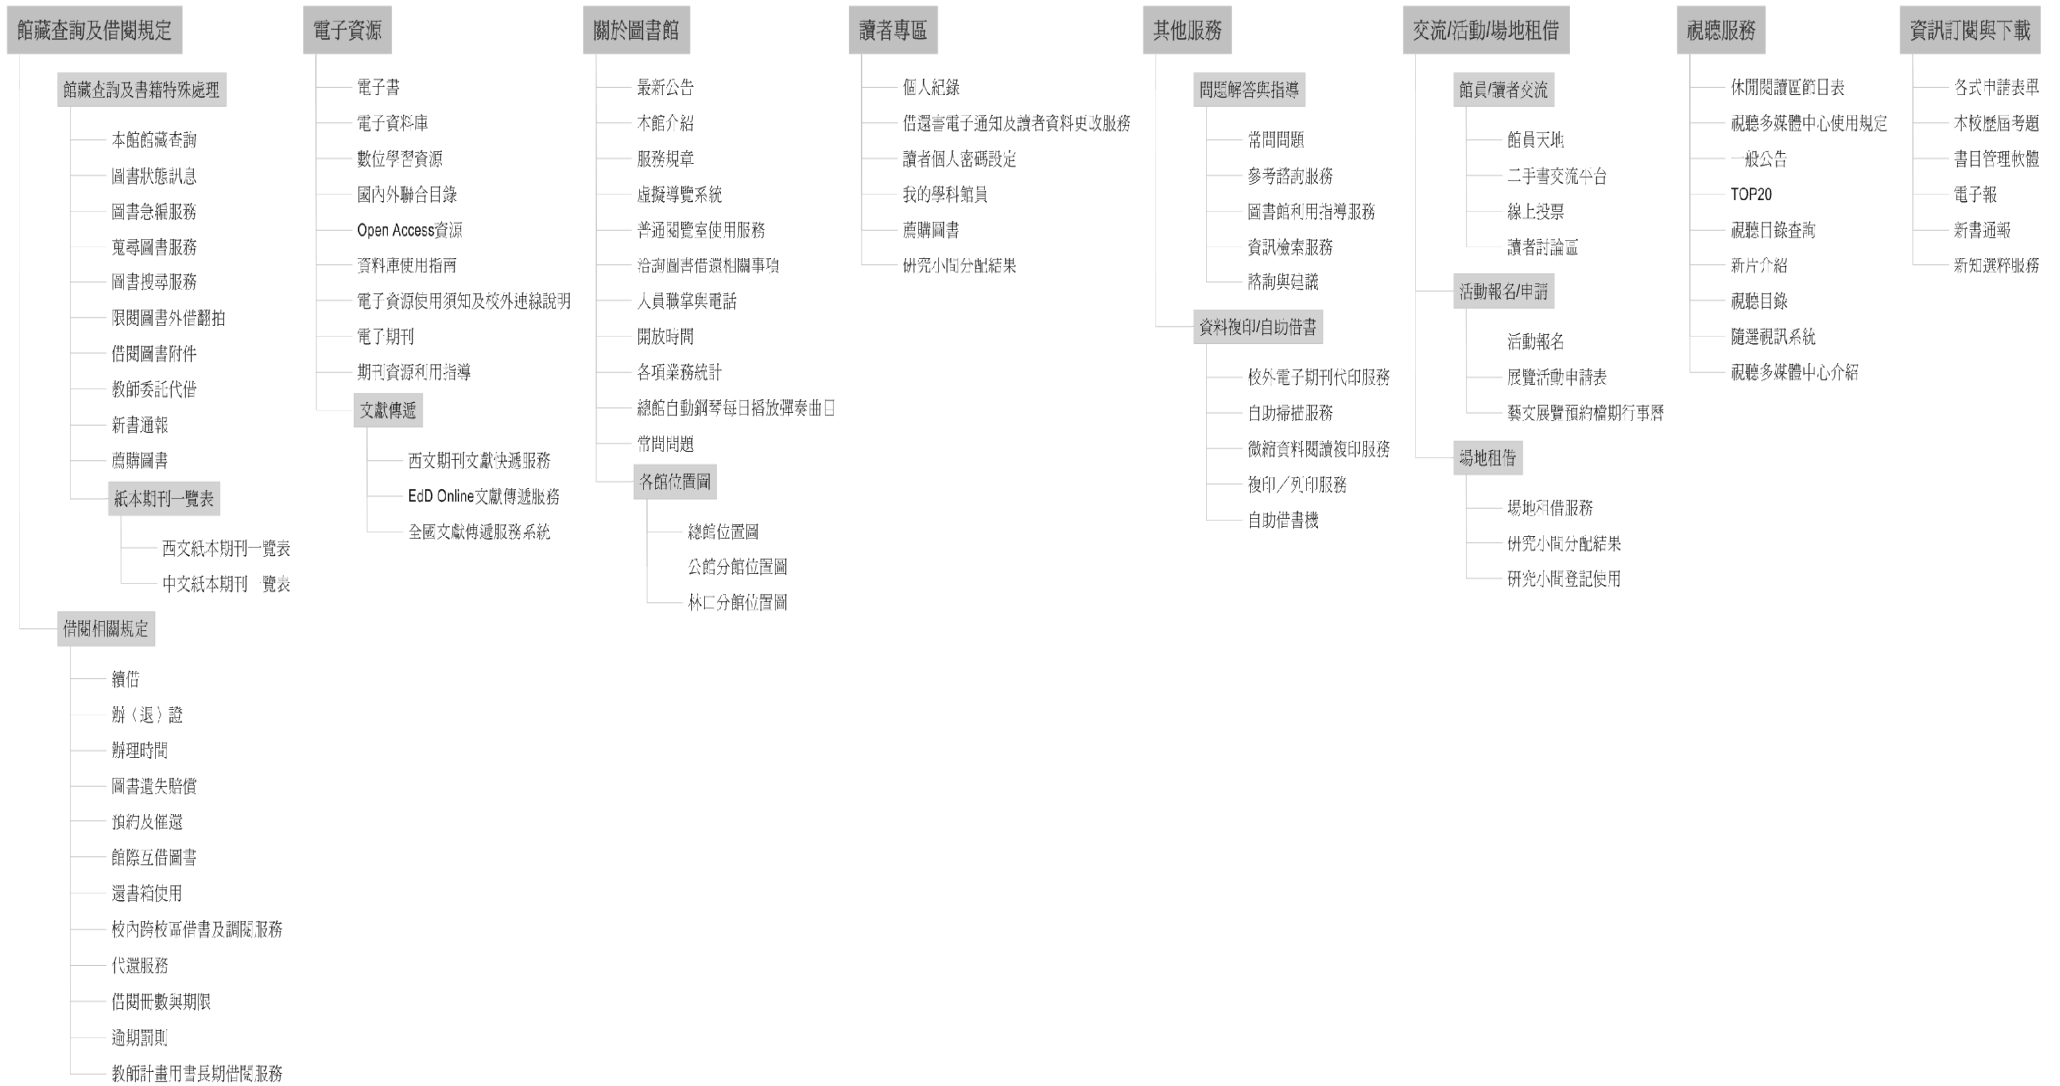 館藏查詢及借閱規定
館藏查詢及書籍特殊處理
本館館藏查詢
圖書狀態訊息
圖書急編服務
蒐尋圖書服務
圖書搜尋服務
限閱圖書外借翻拍
借閱圖書附件
教師委託代借
新書通報
薦購圖書
紙本期刊一覽表
西文紙本期刊一覽表
中文紙本期刊一覽表
借閱相關規定
續借
辦〈退〉證
辦理時間
圖書遺失賠償
預約及催還
館際互借圖書
還書箱使用
校內跨校區借書及調閱服務
代還服務
借閱冊數與期限
逾期罰則
教師計畫用書長期借閱服務
電子資源
電子書
電子資料庫
數位學習資源
國內外聯合目錄
Open Access資源
資料庫使用指南
電子資源使用須知及校外連線說明
電子期刊
期刊資源利用指導
文獻傳遞
西文期刊文獻快遞服務
EdD Online文獻傳遞服務
全國文獻傳遞服務系統
關於圖書館
最新公告
本館介紹
服務規章
虛擬導覽系統
普通閱覽室使用服務
洽詢圖書借還相關事項
人員職掌與電話
開放時間
各項業務統計
總館自動鋼琴每日播放彈奏曲目
常問問題
各館位置圖
總館位置圖
公館分館位置圖
林口分館位置圖
讀者專區
個人紀錄
借還書電子通知及讀者資料更改服務
讀者個人密碼設定
我的學科館員
薦購圖書
研究小間分配結果
其他服務
問題解答與指導
常問問題
參考諮詢服務
圖書館利用指導服務
資訊檢索服務
諮詢與建議
資料複印/自助借書
校外電子期刊代印服務
自助掃描服務
微縮資料閱讀複印服務
複印／列印服務
自助借書機
交流/活動/場地租借
館員/讀者交流
館員天地
二手書交流平台
線上投票
讀者討論區
活動報名/申請
活動報名
展覽活動申請表
藝文展覽預約檔期行事曆
場地租借
場地租借服務
研究小間分配結果
研究小間登記使用
視聽服務
休閒閱讀區節目表
視聽多媒體中心使用規定
一般公告
TOP20
視聽目錄查詢
新片介紹
視聽目錄
隨選視訊系統
視聽多媒體中心介紹
資訊訂閱與下載
各式申請表單
本校歷屆考題
書目管理軟體
電子報
新書通報
新知選粹服務